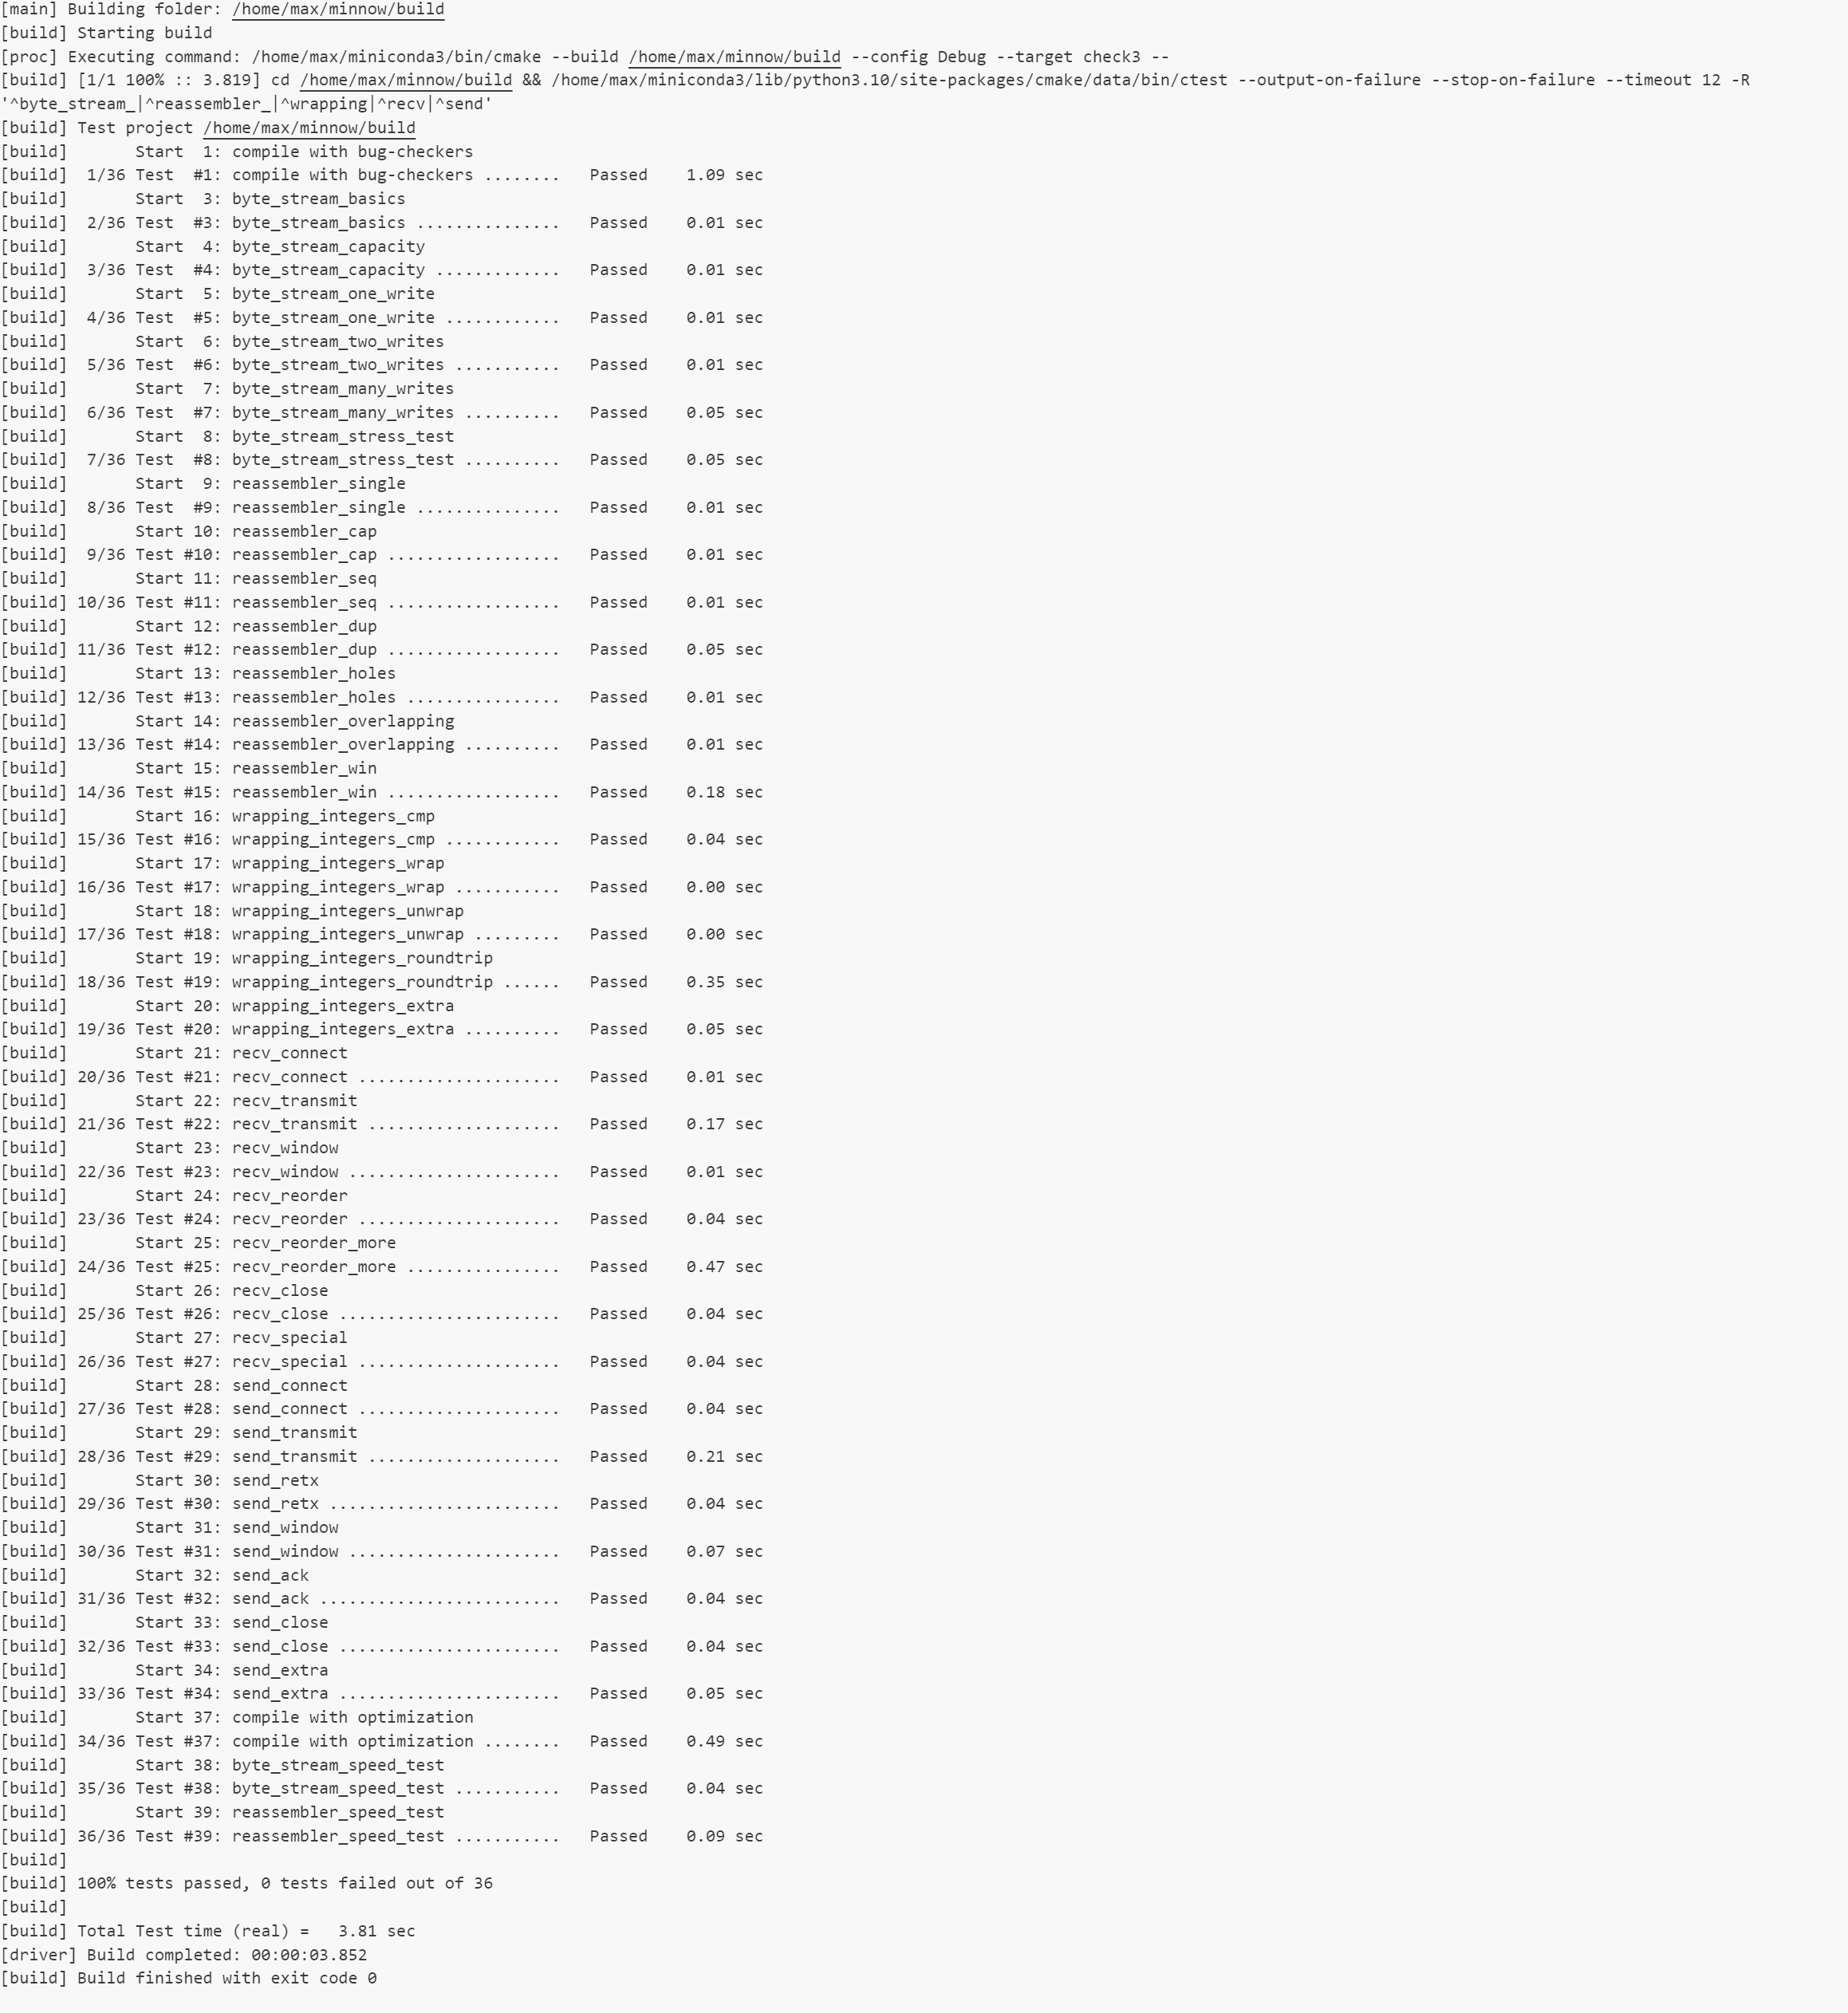 [main] Building folder: /home/max/minnow/build
[build] Starting build
[proc] Executing command: /home/max/miniconda3/bin/cmake --build /home/max/minnow/build --config Debug --target check3 --
[build] [1/1 100% :: 3.819] cd /home/max/minnow/build && /home/max/miniconda3/lib/python3.10/site-packages/cmake/data/bin/ctest --output-on-failure --stop-on-failure --timeout 12 -R
'^byte_stream_|^reassembler_|^wrapping|^recv|^send'
[build] Test project /home/max/minnow/build
[build]       Start  1: compile with bug-checkers
[build]  1/36 Test  #1: compile with bug-checkers ........   Passed    1.09 sec
[build]       Start  3: byte_stream_basics
[build]  2/36 Test  #3: byte_stream_basics ...............   Passed    0.01 sec
[build]       Start  4: byte_stream_capacity
[build]  3/36 Test  #4: byte_stream_capacity .............   Passed    0.01 sec
[build]       Start  5: byte_stream_one_write
[build]  4/36 Test  #5: byte_stream_one_write ............   Passed    0.01 sec
[build]       Start  6: byte_stream_two_writes
[build]  5/36 Test  #6: byte_stream_two_writes ...........   Passed    0.01 sec
[build]       Start  7: byte_stream_many_writes
[build]  6/36 Test  #7: byte_stream_many_writes ..........   Passed    0.05 sec
[build]       Start  8: byte_stream_stress_test
[build]  7/36 Test  #8: byte_stream_stress_test ..........   Passed    0.05 sec
[build]       Start  9: reassembler_single
[build]  8/36 Test  #9: reassembler_single ...............   Passed    0.01 sec
[build]       Start 10: reassembler_cap
[build]  9/36 Test #10: reassembler_cap ..................   Passed    0.01 sec
[build]       Start 11: reassembler_seq
[build] 10/36 Test #11: reassembler_seq ..................   Passed    0.01 sec
[build]       Start 12: reassembler_dup
[build] 11/36 Test #12: reassembler_dup ..................   Passed    0.05 sec
[build]       Start 13: reassembler_holes
[build] 12/36 Test #13: reassembler_holes ................   Passed    0.01 sec
[build]       Start 14: reassembler_overlapping
[build] 13/36 Test #14: reassembler_overlapping ..........   Passed    0.01 sec
[build]       Start 15: reassembler_win
[build] 14/36 Test #15: reassembler_win ..................   Passed    0.18 sec
[build]       Start 16: wrapping_integers_cmp
[build] 15/36 Test #16: wrapping_integers_cmp ............   Passed    0.04 sec
[build]       Start 17: wrapping_integers_wrap
[build] 16/36 Test #17: wrapping_integers_wrap ...........   Passed    0.00 sec
[build]       Start 18: wrapping_integers_unwrap
[build] 17/36 Test #18: wrapping_integers_unwrap .........   Passed    0.00 sec
[build]       Start 19: wrapping_integers_roundtrip
[build] 18/36 Test #19: wrapping_integers_roundtrip ......   Passed    0.35 sec
[build]       Start 20: wrapping_integers_extra
[build] 19/36 Test #20: wrapping_integers_extra ..........   Passed    0.05 sec
[build]       Start 21: recv_connect
[build] 20/36 Test #21: recv_connect .....................   Passed    0.01 sec
[build]       Start 22: recv_transmit
[build] 21/36 Test #22: recv_transmit ....................   Passed    0.17 sec
[build]       Start 23: recv_window
[build] 22/36 Test #23: recv_window ......................   Passed    0.01 sec
[build]       Start 24: recv_reorder
[build] 23/36 Test #24: recv_reorder .....................   Passed    0.04 sec
[build]       Start 25: recv_reorder_more
[build] 24/36 Test #25: recv_reorder_more ................   Passed    0.47 sec
[build]       Start 26: recv_close
[build] 25/36 Test #26: recv_close .......................   Passed    0.04 sec
[build]       Start 27: recv_special
[build] 26/36 Test #27: recv_special .....................   Passed    0.04 sec
[build]       Start 28: send_connect
[build] 27/36 Test #28: send_connect .....................   Passed    0.04 sec
[build]       Start 29: send_transmit
[build] 28/36 Test #29: send_transmit ....................   Passed    0.21 sec
[build]       Start 30: send_retx
[build] 29/36 Test #30: send_retx ........................   Passed    0.04 sec
[build]       Start 31: send_window
[build] 30/36 Test #31: send_window ......................   Passed    0.07 sec
[build]       Start 32: send_ack
[build] 31/36 Test #32: send_ack .........................   Passed    0.04 sec
[build]       Start 33: send_close
[build] 32/36 Test #33: send_close .......................   Passed    0.04 sec
[build]       Start 34: send_extra
[build] 33/36 Test #34: send_extra .......................   Passed    0.05 sec
[build]       Start 37: compile with optimization
[build] 34/36 Test #37: compile with optimization ........   Passed    0.49 sec
[build]       Start 38: byte_stream_speed_test
[build] 35/36 Test #38: byte_stream_speed_test ...........   Passed    0.04 sec
[build]       Start 39: reassembler_speed_test
[build] 36/36 Test #39: reassembler_speed_test ...........   Passed    0.09 sec
[build]
[build] 100% tests passed, 0 tests failed out of 36
[build]
[build] Total Test time (real) =   3.81 sec
[driver] Build completed: 00:00:03.852
[build] Build finished with exit code 0